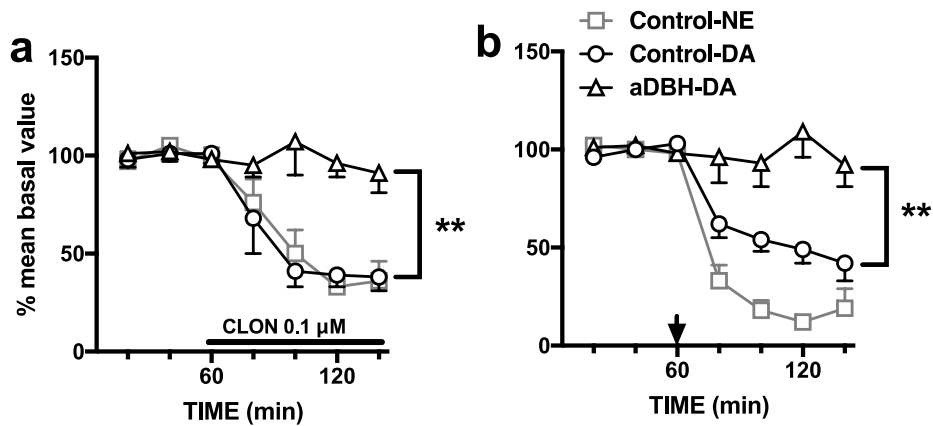 a
150
100
50
0
% mean basal value
CLON 0.1 µM
60
120
TIME (min)
**
b
Control-NE
Control-DA
aDBH-DA
150
100
50
0
60
120
TIME (min)
**